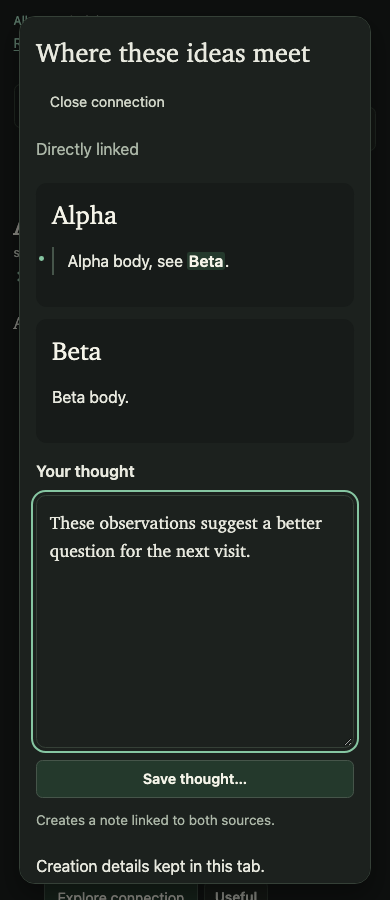 Where these ideas meet
Close connection
Directly linked
Alpha
Alpha body, see Beta.
Beta
Beta body.
Your thought
These observations suggest a better
question for the next visit.
Save thought...
Creates a note linked to both sources.
Creation details kept in this tab.
Explore connection
Useful